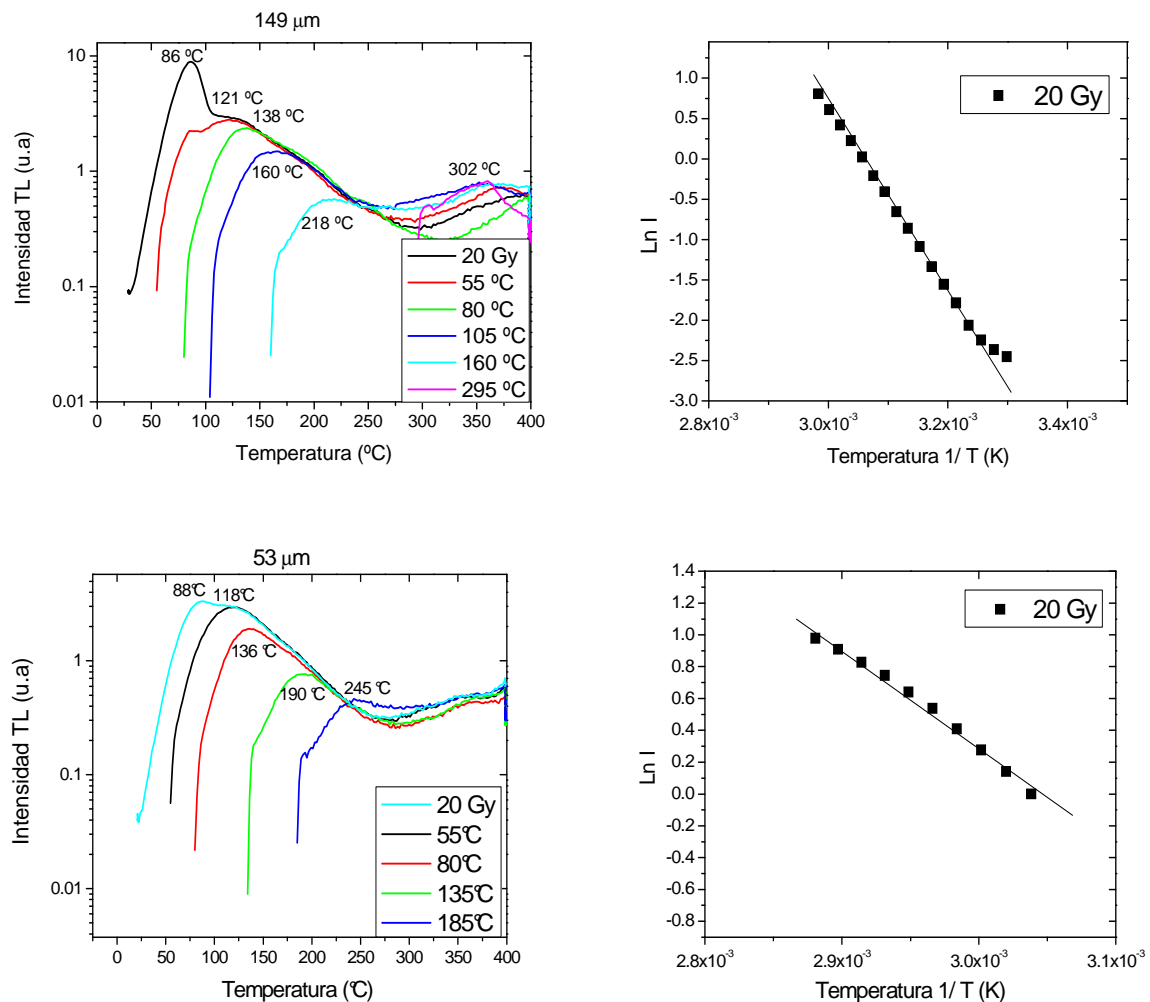 149 μm
Intensidad TL (u.a)
10
1
0.1
0.01
86 ºC
121 ºC
138 ºC
160 ºC
218 ºC
302 ºC
20 Gy
55 ºC
80 ºC
105 ºC
160 ºC
295 ºC
0 50 100 150 200 250 300 350 400
Temperatura (ºC)
Ln I
1.0
0.0
-0.5
-1.0
-1.5
-2.0
-2.5
-3.0
20 Gy
2.8x10⁻³ 3.0x10⁻³ 3.2x10⁻³ 3.4x10⁻³
Temperatura 1/ T (K)
53 μm
Intensidad TL (u.a)
1
0.1
0.01
88°C
118°C
136 °C
190 °C
245 °C
20 Gy
55°C
80°C
135°C
185°C
0 50 100 150 200 250 300 350 400
Temperatura (°C)
Ln I
1.4
1.2
1.0
0.8
0.6
0.4
0.2
0.0
-0.2
-0.4
-0.6
-0.8
20 Gy
2.8x10⁻³ 2.9x10⁻³ 3.0x10⁻³ 3.1x10⁻³
Temperatura 1/ T (K)